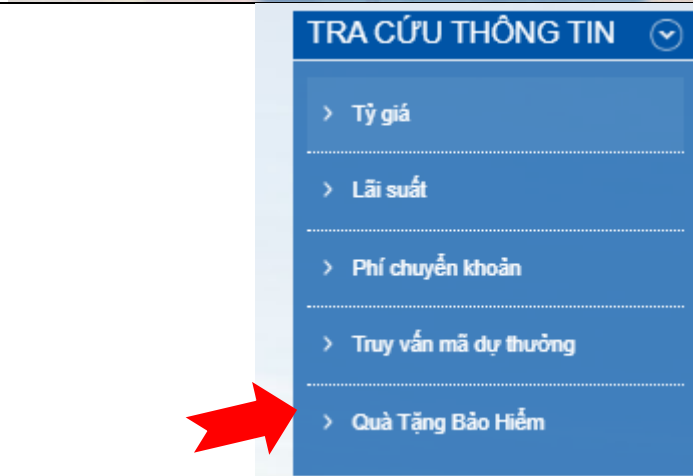 TRA CỨU THÔNG TIN
Tỷ giá
Lãi suất
Phí chuyển khoản
Truy vấn mã dự thưởng
Quà Tặng Bảo Hiểm